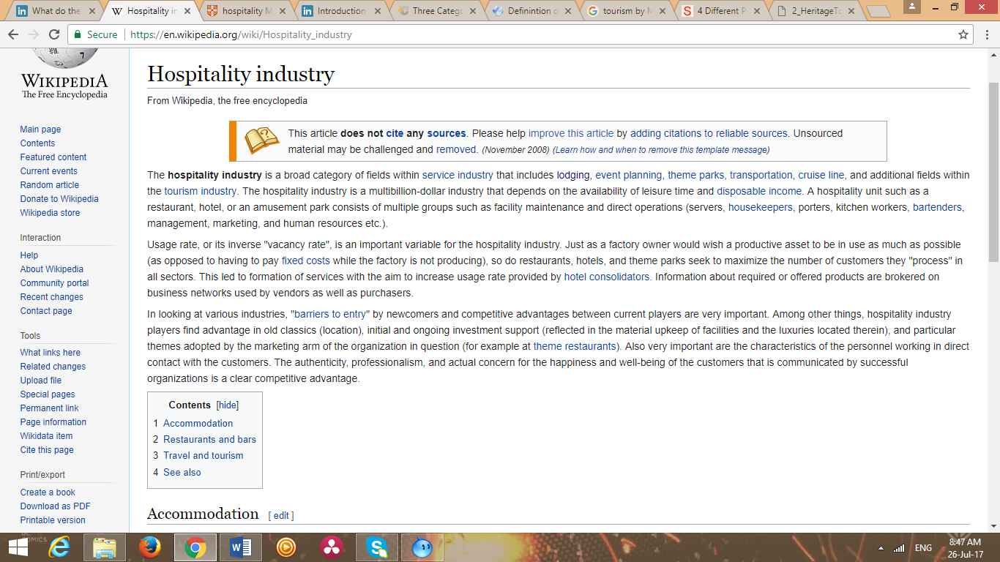 What do the
Hospitality in
hospitality M
Introduction
Three Catego
Definintion o
tourism by M
4 Different P
2_HeritageTo
Secure
https://en.wikipedia.org/wiki/Hospitality_industry
WIKIPEDIA
The Free Encyclopedia
Main page
Contents
Featured content
Current events
Random article
Donate to Wikipedia
Wikipedia store
Interaction
Help
About Wikipedia
Community portal
Recent changes
Contact page
Tools
What links here
Related changes
Upload file
Special pages
Permanent link
Page information
Wikidata item
Cite this page
Print/export
Create a book
Download as PDF
Printable version
Hospitality industry
From Wikipedia, the free encyclopedia
This article does not cite any sources. Please help improve this article by adding citations to reliable sources. Unsourced
material may be challenged and removed. (November 2008) (Learn how and when to remove this template message)
The hospitality industry is a broad category of fields within service industry that includes lodging, event planning, theme parks, transportation, cruise line, and additional fields within
the tourism industry. The hospitality industry is a multibillion-dollar industry that depends on the availability of leisure time and disposable income. A hospitality unit such as a
restaurant, hotel, or an amusement park consists of multiple groups such as facility maintenance and direct operations (servers, housekeepers, porters, kitchen workers, bartenders,
management, marketing, and human resources etc.).
Usage rate, or its inverse "vacancy rate", is an important variable for the hospitality industry. Just as a factory owner would wish a productive asset to be in use as much as possible
(as opposed to having to pay fixed costs while the factory is not producing), so do restaurants, hotels, and theme parks seek to maximize the number of customers they "process" in
all sectors. This led to formation of services with the aim to increase usage rate provided by hotel consolidators. Information about required or offered products are brokered on
business networks used by vendors as well as purchasers.
In looking at various industries, "barriers to entry" by newcomers and competitive advantages between current players are very important. Among other things, hospitality industry
players find advantage in old classics (location), initial and ongoing investment support (reflected in the material upkeep of facilities and the luxuries located therein), and particular
themes adopted by the marketing arm of the organization in question (for example at theme restaurants). Also very important are the characteristics of the personnel working in direct
contact with the customers. The authenticity, professionalism, and actual concern for the happiness and well-being of the customers that is communicated by successful
organizations is a clear competitive advantage.
Contents [hide]
1 Accommodation
2 Restaurants and bars
3 Travel and tourism
4 See also
Accommodation [ edit ]
ENG
8:47 AM
26-Jul-17